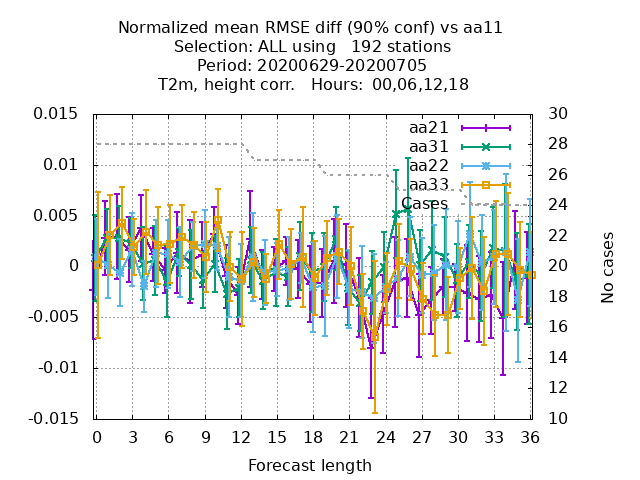 Normalized mean RMSE diff (90% conf) vs aa11
Selection: ALL using   192 stations
Period: 20200629-20200705
T2m, height corr.   Hours:  00,06,12,18
0.015
0.01
0.005
0
-0.005
-0.01
-0.015
30
28
26
24
22
20
18
16
14
12
10
No cases
aa21
aa31
aa22
aa33
Cases
0 3 6 9 12 15 18 21 24 27 30 33 36
Forecast length